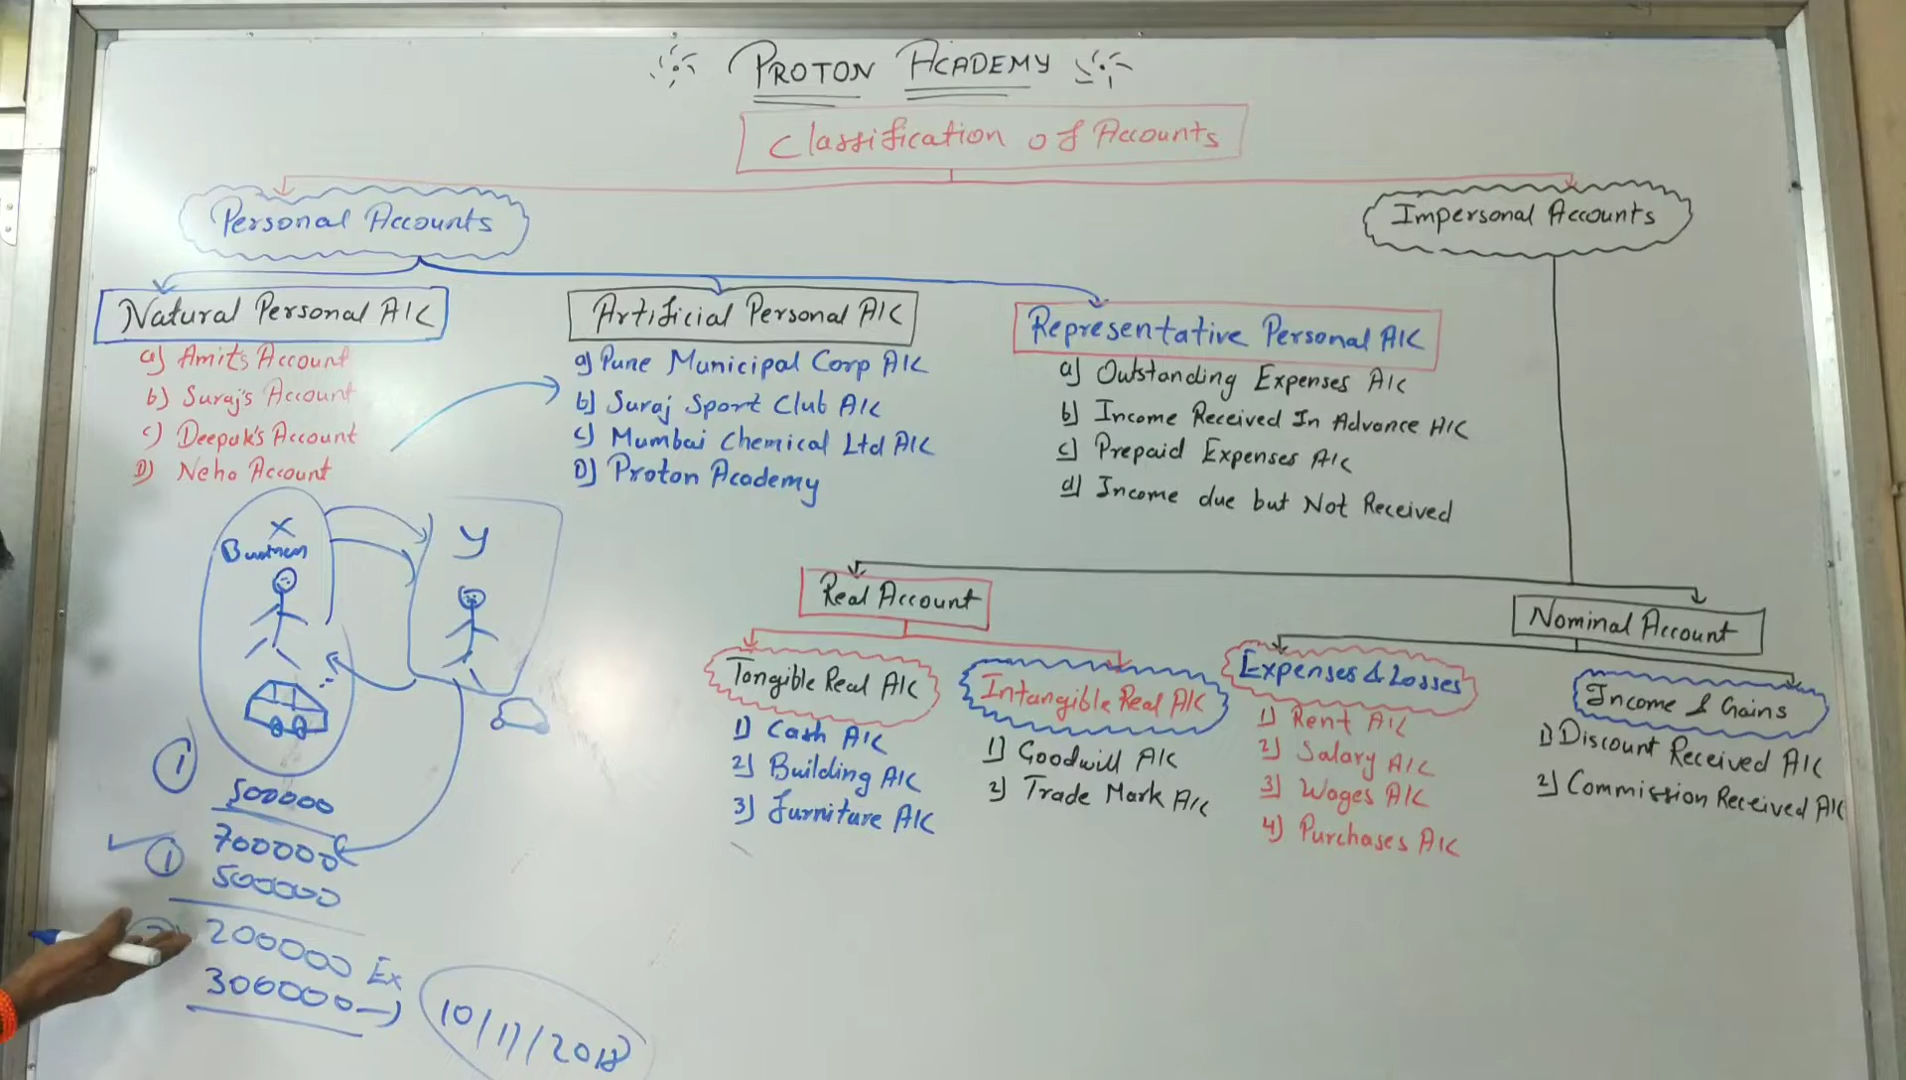 PROTON ACADEMY
Classification of Accounts
Personal Accounts
Impersonal Accounts
Natural Personal A/C
a) Amit's Account
b) Suraj's Account
c) Deepak's Account
D) Neha Account
Artificial Personal A/C
a) Pune Municipal Corp A/C
b) Suraj Sport Club A/C
c) Mumbai Chemical Ltd A/C
D) Proton Academy
Representative Personal A/C
a) Outstanding Expenses A/C
b) Income Received In Advance A/C
c) Prepaid Expenses A/C
d) Income due but Not Received
Real Account
Nominal Account
Tangible Real A/C
1) Cash A/C
2) Building A/C
3) Furniture A/C
Intangible Real A/C
1) Goodwill A/C
2) Trade Mark A/C
Expenses & Losses
1) Rent A/C
2) Salary A/C
3) Wages A/C
4) Purchases A/C
Income & Gains
1) Discount Received A/C
2) Commission Received A/C
X
Y
1
500000
700000
1
500000
200000 Ex
300000
10/11/2018